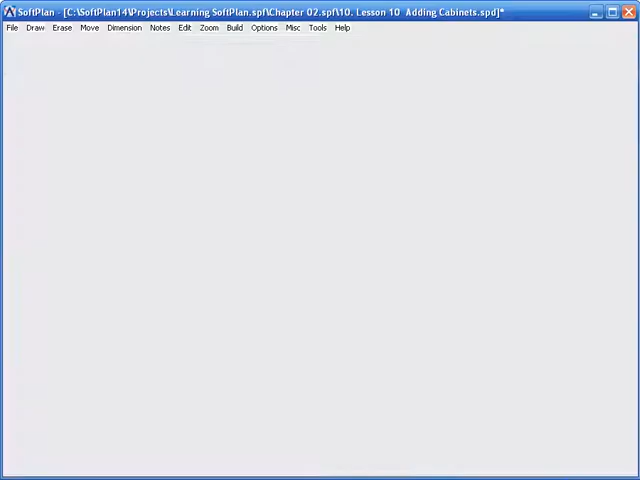 SoftPlan - [C:\SoftPlan14\Projects\Learning SoftPlan.spf\Chapter 02.spf\10. Lesson 10  Adding Cabinets.spd]*
File Draw Erase Move Dimension Notes Edit Zoom Build Options Misc Tools Help